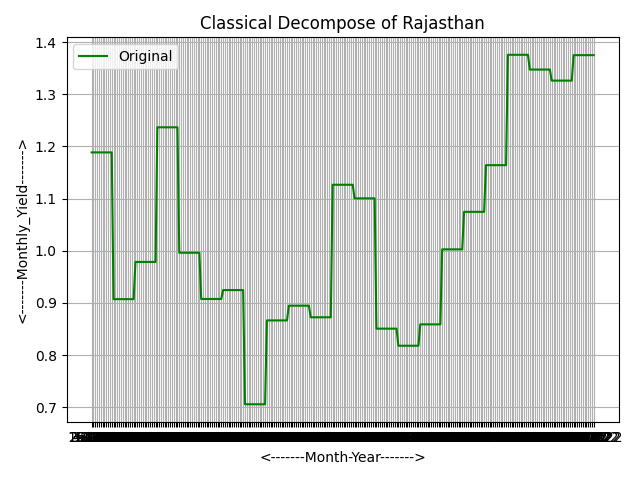 Classical Decompose of Rajasthan
Original
1.4
1.3
1.2
1.1
1.0
0.9
0.8
0.7
<-------Monthly_Yield------->
<-------Month-Year------->